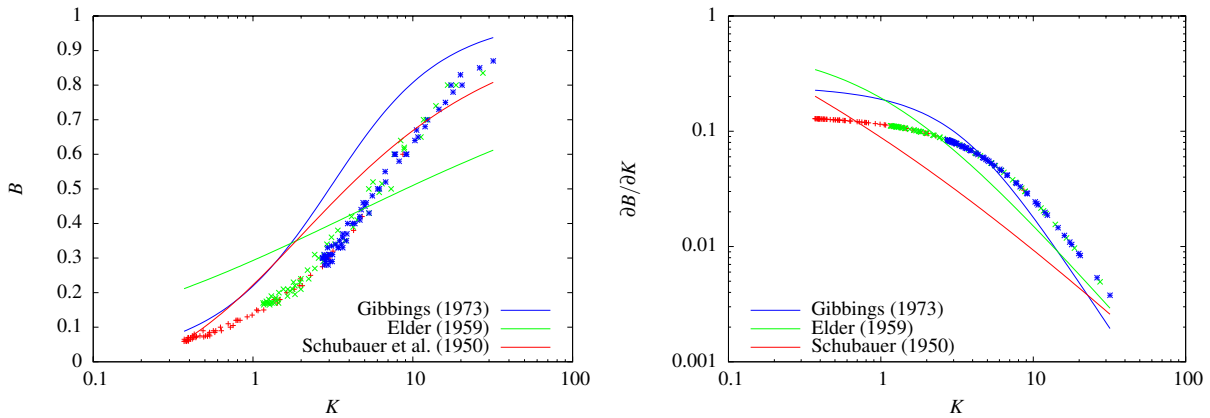 1
0.9
0.8
0.7
0.6
0.5
0.4
0.3
0.2
0.1
0
B
Gibbings (1973)
Elder (1959)
Schubauer et al. (1950)
0.1 1 10 100
K
1
0.1
0.01
0.001
∂B/∂K
Gibbings (1973)
Elder (1959)
Schubauer (1950)
0.1 1 10 100
K